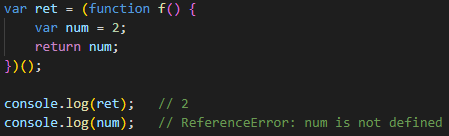 var ret = (function f() {
    var num = 2;
    return num;
})();

console.log(ret);   // 2
console.log(num);   // ReferenceError: num is not defined